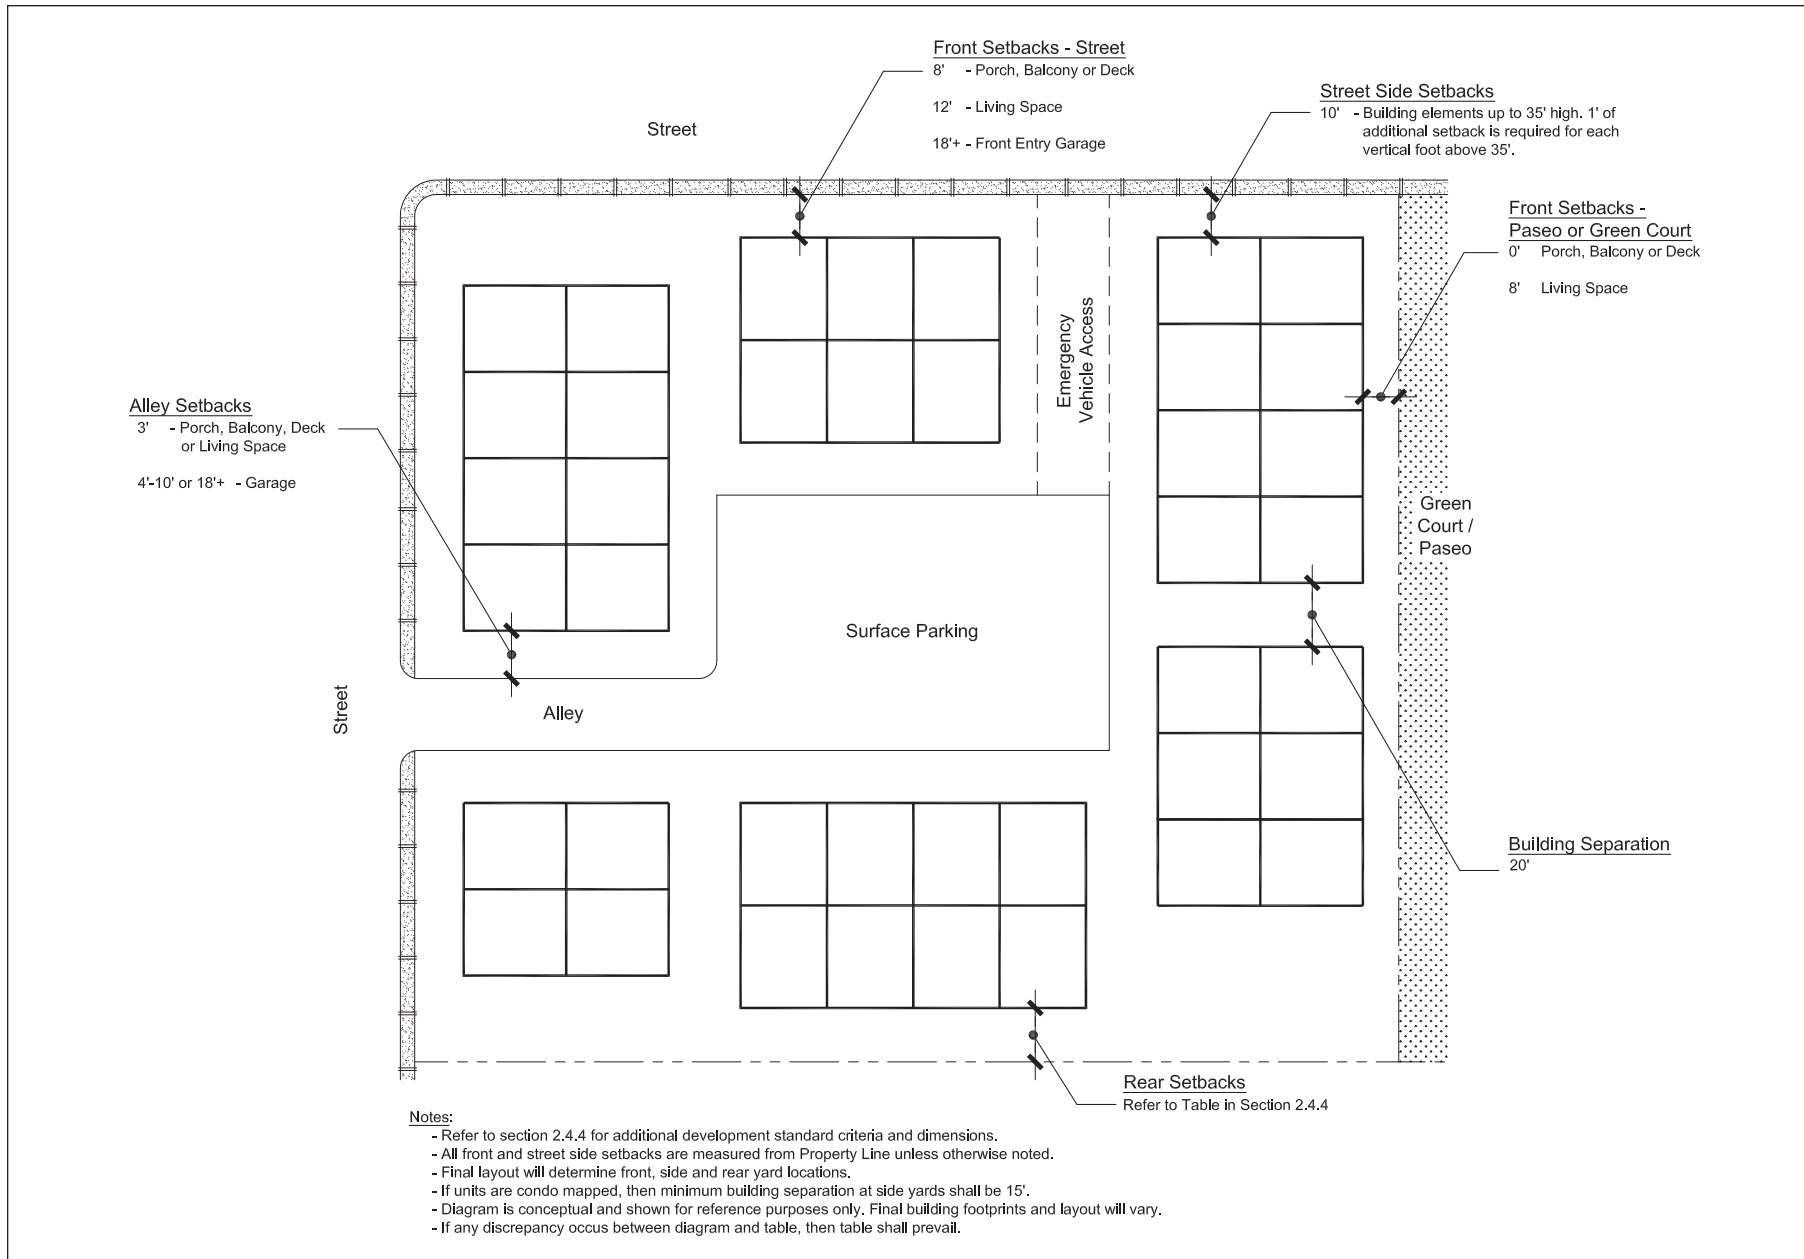 Front Setbacks - Street
8' - Porch, Balcony or Deck
12' - Living Space
18'+ - Front Entry Garage
Street Side Setbacks
10' - Building elements up to 35' high. 1' of
additional setback is required for each
vertical foot above 35'.
Street
Front Setbacks -
Paseo or Green Court
0' Porch, Balcony or Deck
8' Living Space
Emergency
Vehicle Access
Alley Setbacks
3' - Porch, Balcony, Deck
or Living Space
4'-10' or 18'+ - Garage
Green
Court /
Paseo
Surface Parking
Street
Alley
Building Separation
20'
Rear Setbacks
Refer to Table in Section 2.4.4
Notes:
- Refer to section 2.4.4 for additional development standard criteria and dimensions.
- All front and street side setbacks are measured from Property Line unless otherwise noted.
- Final layout will determine front, side and rear yard locations.
- If units are condo mapped, then minimum building separation at side yards shall be 15'.
- Diagram is conceptual and shown for reference purposes only. Final building footprints and layout will vary.
- If any discrepancy occus between diagram and table, then table shall prevail.